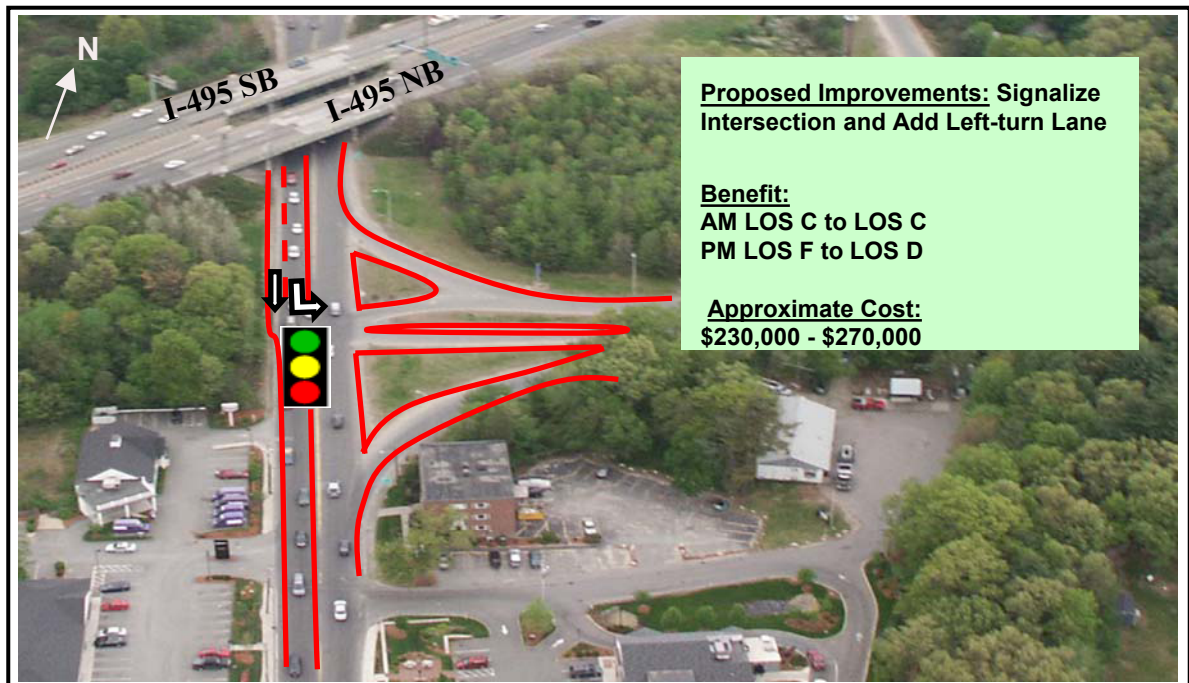 N
I-495 SB
I-495 NB
Proposed Improvements: Signalize
Intersection and Add Left-turn Lane
Benefit:
AM LOS C to LOS C
PM LOS F to LOS D
Approximate Cost:
$230,000 - $270,000